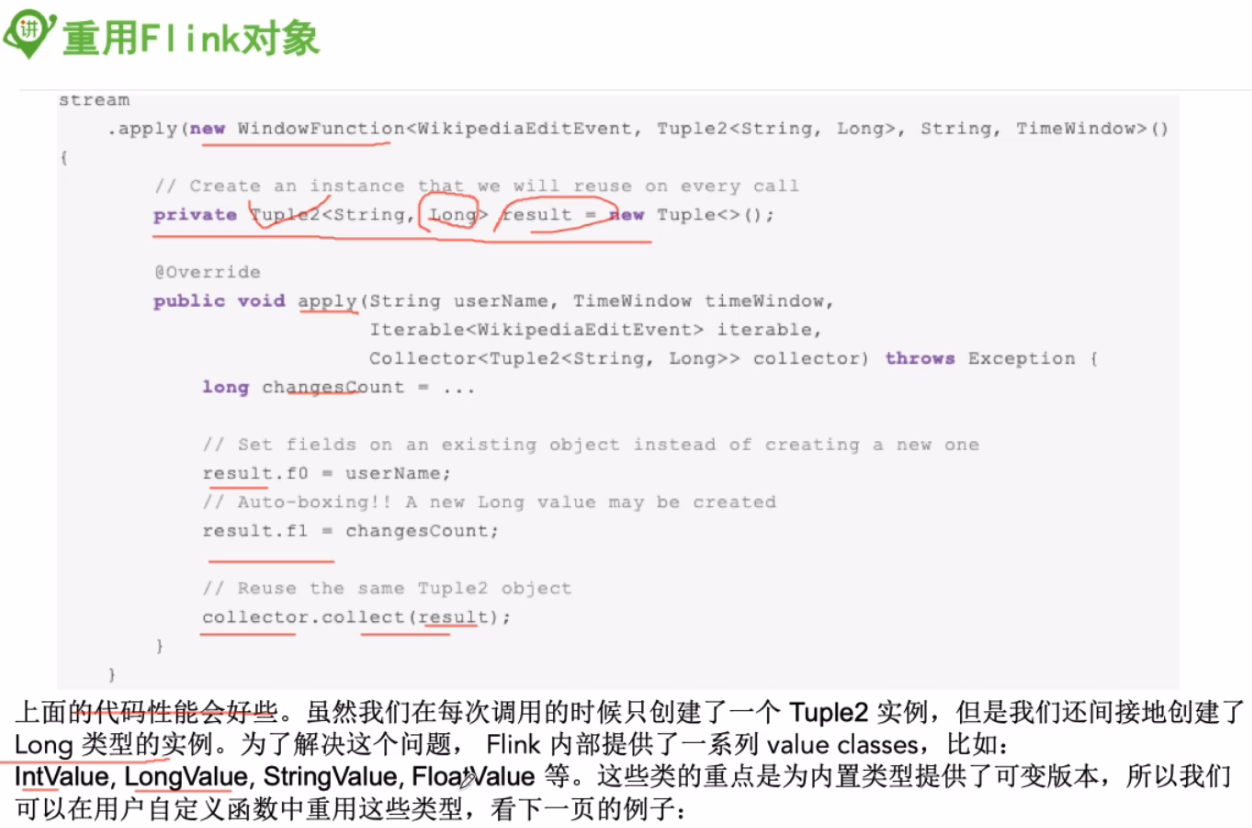 讲
重用Flink对象
stream
.apply(new WindowFunction<WikipediaEditEvent, Tuple2<String, Long>, String, TimeWindow>()
{
// Create an instance that we will reuse on every call
private Tuple2<String, Long> result = new Tuple<>();
@Override
public void apply(String userName, TimeWindow timeWindow,
Iterable<WikipediaEditEvent> iterable,
Collector<Tuple2<String, Long>> collector) throws Exception {
long changesCount = ...
// Set fields on an existing object instead of creating a new one
result.f0 = userName;
// Auto-boxing!! A new Long value may be created
result.f1 = changesCount;
// Reuse the same Tuple2 object
collector.collect(result);
}
}
上面的代码性能会好些。虽然我们在每次调用的时候只创建了一个 Tuple2 实例，但是我们还间接地创建了
Long 类型的实例。为了解决这个问题， Flink 内部提供了一系列 value classes，比如：
IntValue, LongValue, StringValue, FloatValue 等。这些类的重点是为内置类型提供了可变版本，所以我们
可以在用户自定义函数中重用这些类型，看下一页的例子：